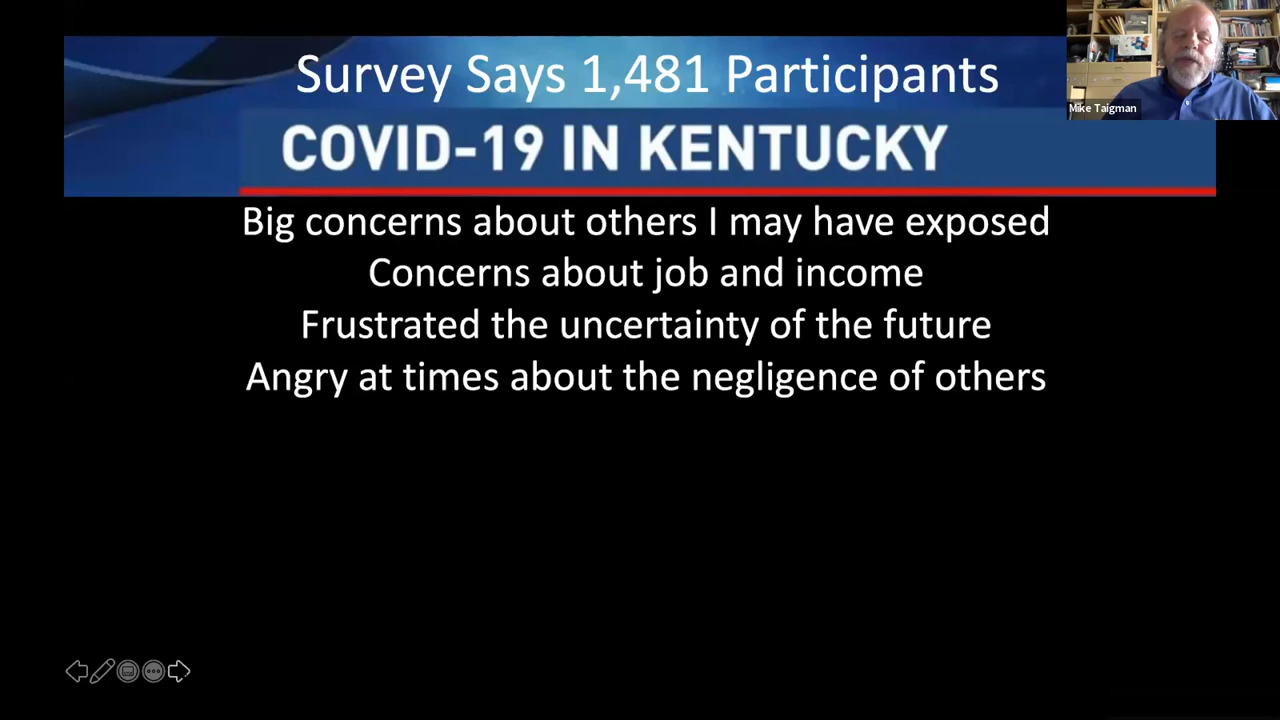 Survey Says 1,481 Participants
COVID-19 IN KENTUCKY
Mike Taigman
Big concerns about others I may have exposed
Concerns about job and income
Frustrated the uncertainty of the future
Angry at times about the negligence of others